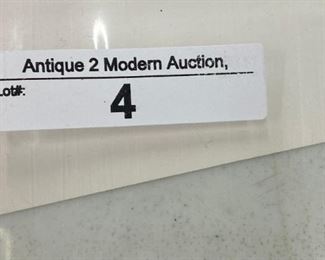 Antique 2 Modern Auction,
Lot#:
4